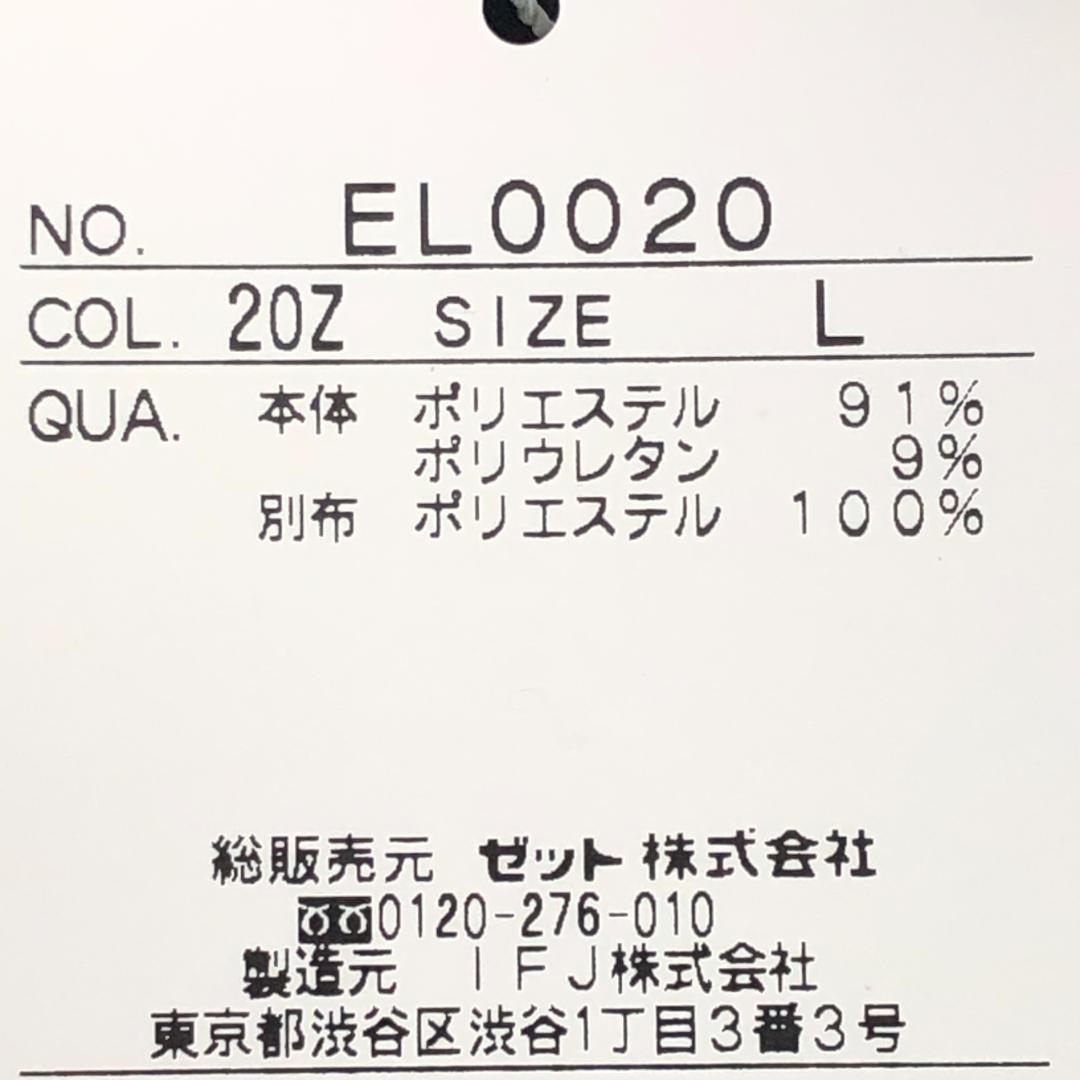 NO. EL0020
COL. 20Z SIZE L
QUA. 本体 ポリエステル 91%
ポリウレタン 9%
別布 ポリエステル 100%
総販売元 ゼット株式会社
0120-276-010
製造元 IFJ株式会社
東京都渋谷区渋谷1丁目3番3号